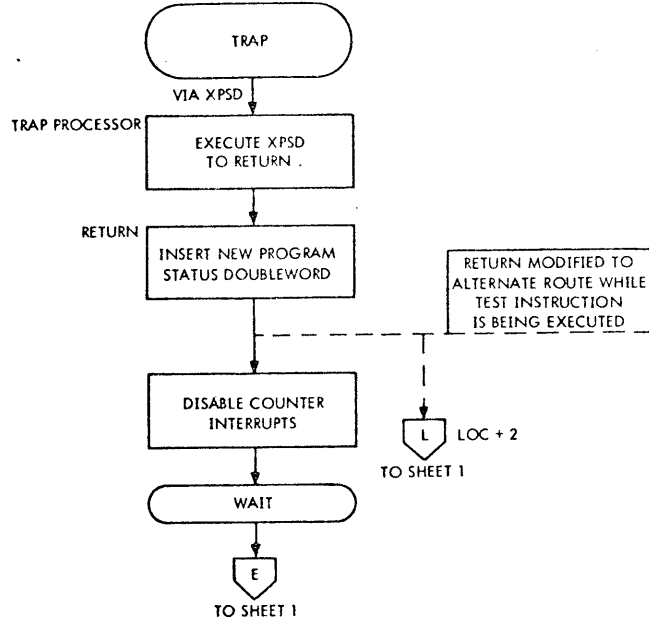 TRAP
VIA XPSD
TRAP PROCESSOR
EXECUTE XPSD
TO RETURN .
RETURN
INSERT NEW PROGRAM
STATUS DOUBLEWORD
RETURN MODIFIED TO
ALTERNATE ROUTE WHILE
TEST INSTRUCTION
IS BEING EXECUTED
DISABLE COUNTER
INTERRUPTS
L
LOC + 2
TO SHEET 1
WAIT
E
TO SHEET 1